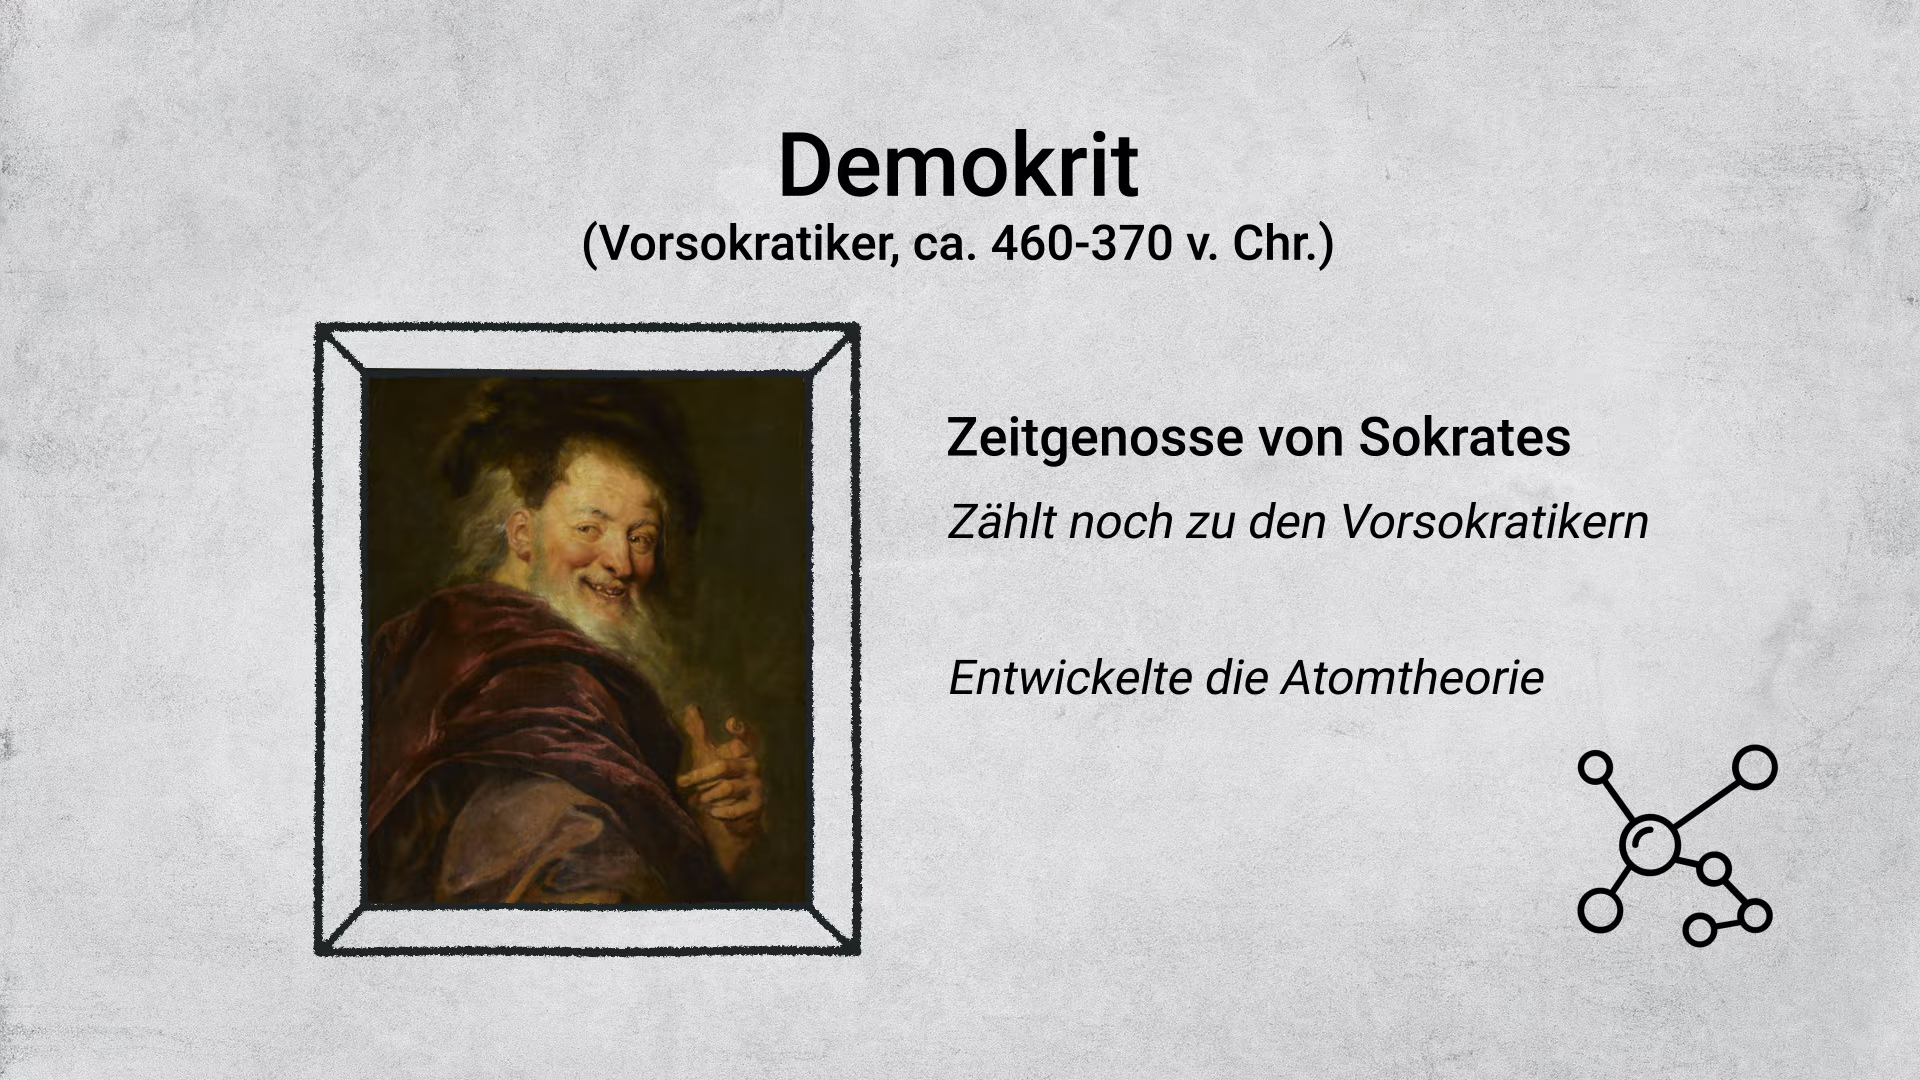 Demokrit
(Vorsokratiker, ca. 460-370 v. Chr.)
Zeitgenosse von Sokrates
Zählt noch zu den Vorsokratikern
Entwickelte die Atomtheorie